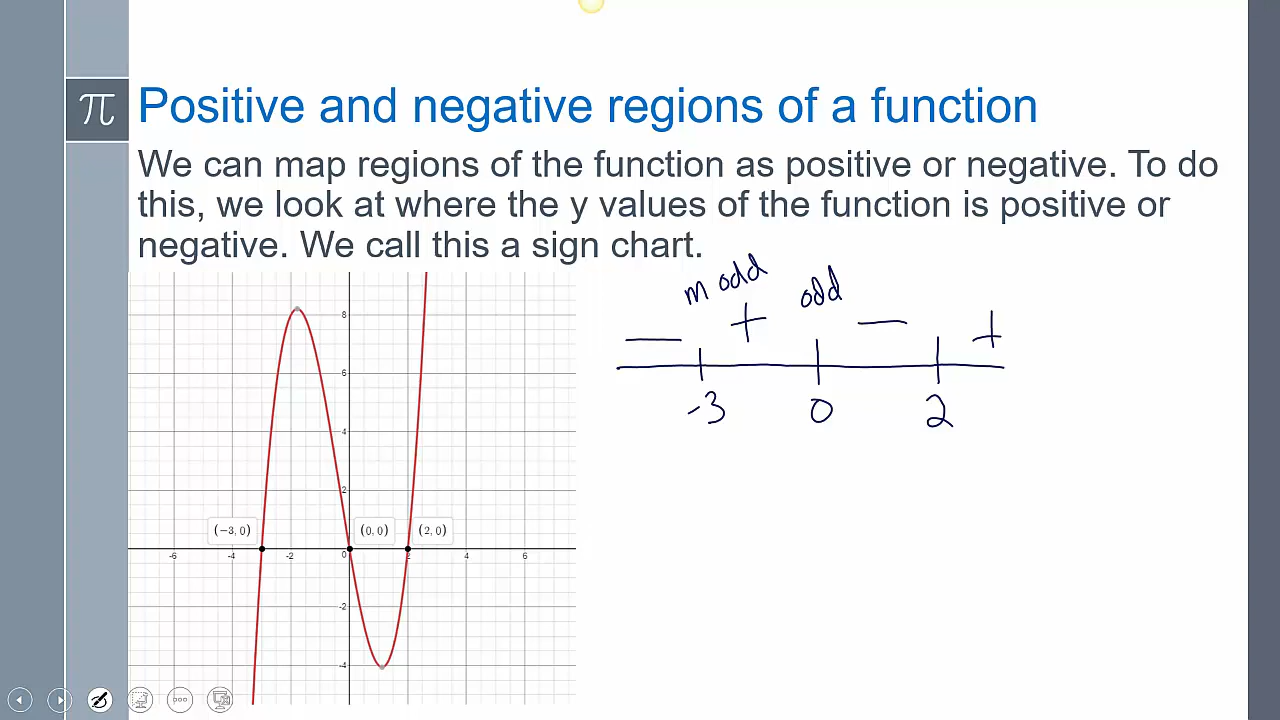 π Positive and negative regions of a function
We can map regions of the function as positive or negative. To do
this, we look at where the y values of the function is positive or
negative. We call this a sign chart.
m odd odd
— + — +
-3 0 2
8
6
4
2
(−3, 0) (0, 0) (2, 0)
-6 -4 -2 0 2 4 6
-2
-4